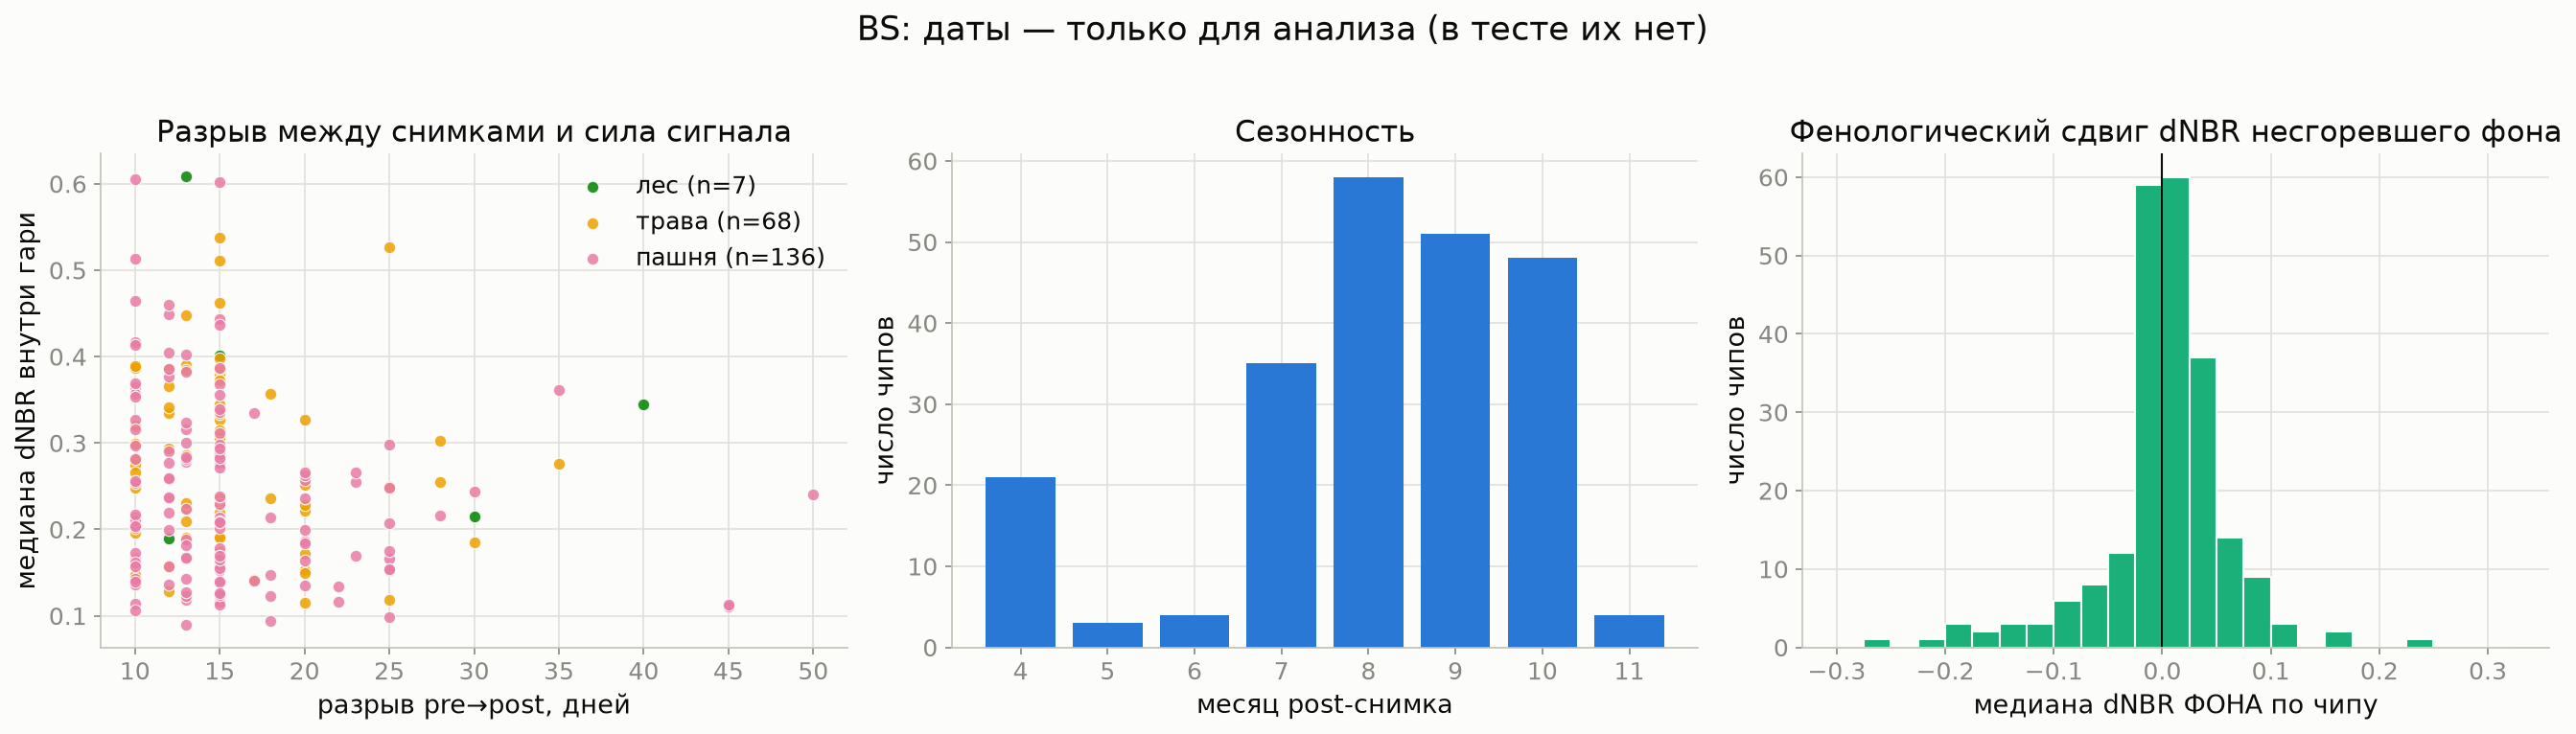 BS: даты — только для анализа (в тесте их нет)
Разрыв между снимками и сила сигнала
медиана dNBR внутри гари
0.6
0.5
0.4
0.3
0.2
0.1
лес (n=7)
трава (n=68)
пашня (n=136)
10 15 20 25 30 35 40 45 50
разрыв pre→post, дней
Сезонность
число чипов
60
50
40
30
20
10
0
4 5 6 7 8 9 10 11
месяц post-снимка
Фенологический сдвиг dNBR несгоревшего фона
число чипов
60
50
40
30
20
10
0
−0.3 −0.2 −0.1 0.0 0.1 0.2 0.3
медиана dNBR ФОНА по чипу